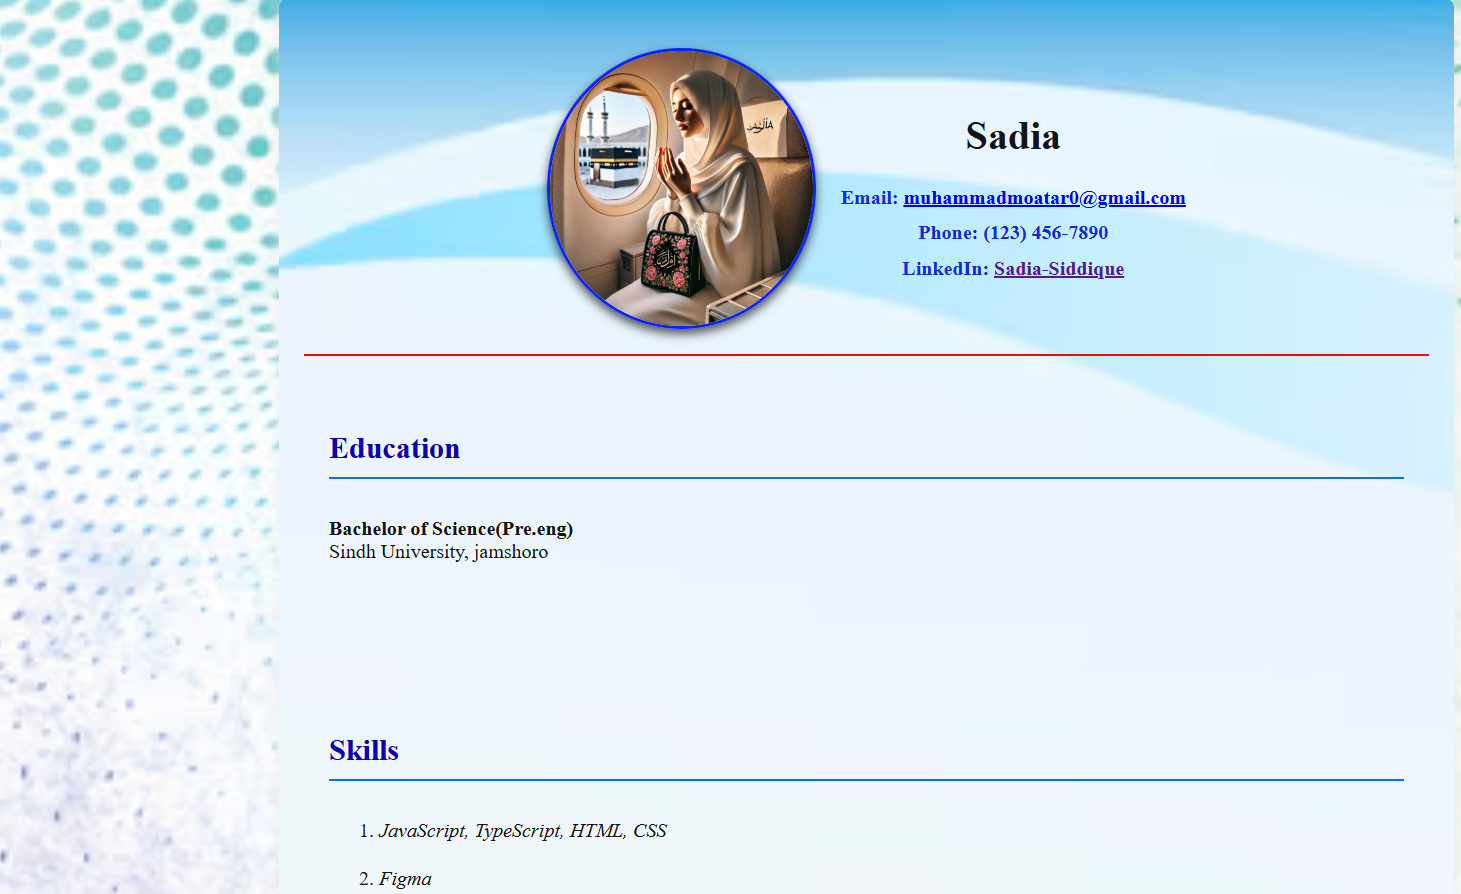 Sadia
Email: muhammadmoatar0@gmail.com
Phone: (123) 456-7890
LinkedIn: Sadia-Siddique
Education
Bachelor of Science(Pre.eng)
Sindh University, jamshoro
Skills
1. JavaScript, TypeScript, HTML, CSS
2. Figma